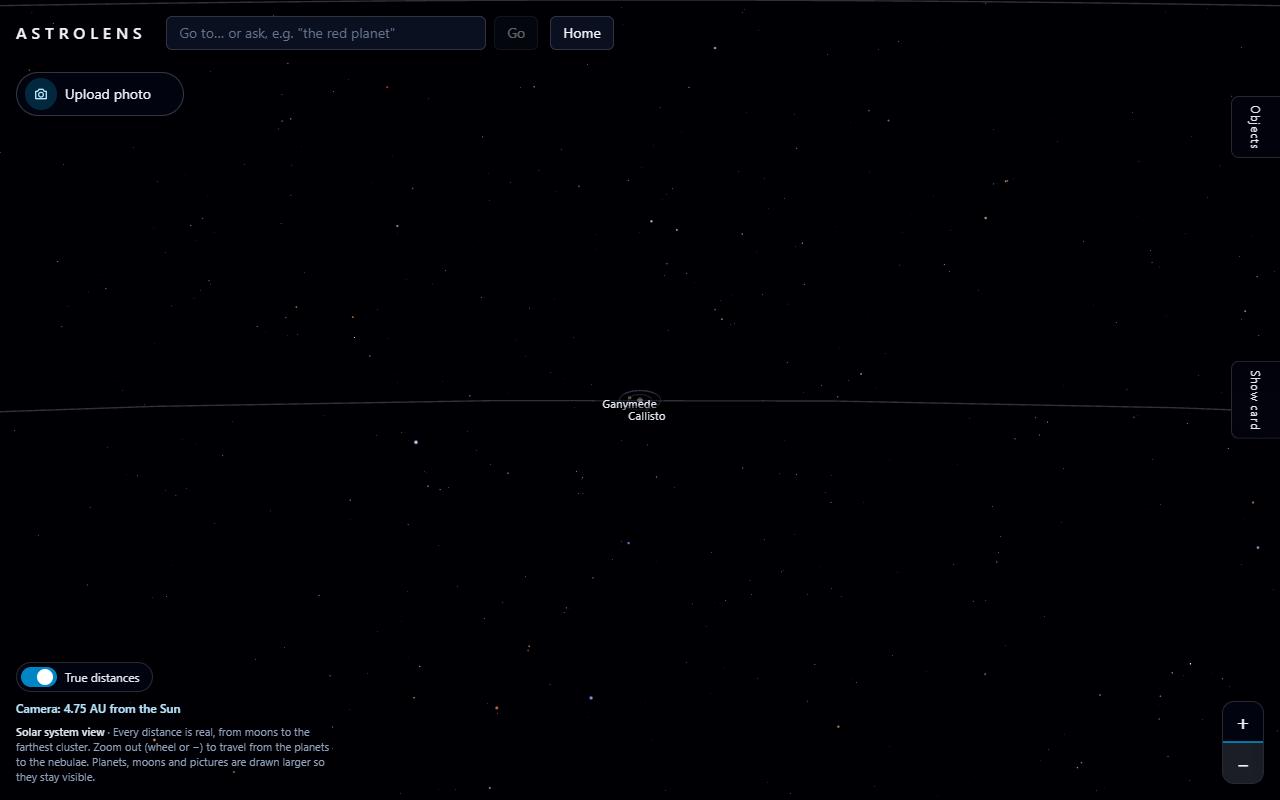 ASTROLENS
Go to... or ask, e.g. "the red planet"
Go
Home
Upload photo
Objects
Ganymede
Callisto
Show card
True distances
Camera: 4.75 AU from the Sun
Solar system view · Every distance is real, from moons to the
farthest cluster. Zoom out (wheel or −) to travel from the planets
to the nebulae. Planets, moons and pictures are drawn larger so
they stay visible.
+
−